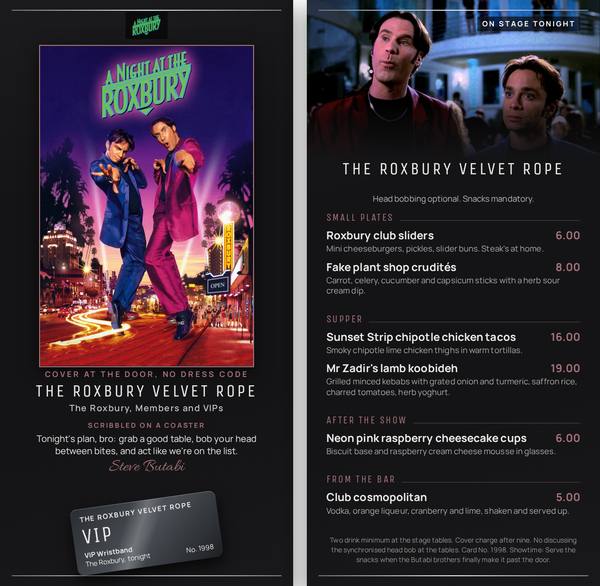 A NIGHT AT THE
ROXBURY
A NIGHT AT THE
ROXBURY
ROXBURY
OPEN
COVER AT THE DOOR, NO DRESS CODE
THE ROXBURY VELVET ROPE
The Roxbury, Members and VIPs
SCRIBBLED ON A COASTER
Tonight's plan, bro: grab a good table, bob your head
between bites, and act like we're on the list.
Steve Butabi
THE ROXBURY VELVET ROPE
VIP
VIP Wristband
The Roxbury, tonight
No. 1998
ON STAGE TONIGHT
THE ROXBURY VELVET ROPE
Head bobbing optional. Snacks mandatory.
SMALL PLATES
Roxbury club sliders 6.00
Mini cheeseburgers, pickles, slider buns. Steak's at home.
Fake plant shop crudités 8.00
Carrot, celery, cucumber and capsicum sticks with a herb sour
cream dip.
SUPPER
Sunset Strip chipotle chicken tacos 16.00
Smoky chipotle lime chicken thighs in warm tortillas.
Mr Zadir's lamb koobideh 19.00
Grilled minced kebabs with grated onion and turmeric, saffron rice,
charred tomatoes, herb yoghurt.
AFTER THE SHOW
Neon pink raspberry cheesecake cups 6.00
Biscuit base and raspberry cream cheese mousse in glasses.
FROM THE BAR
Club cosmopolitan 5.00
Vodka, orange liqueur, cranberry and lime, shaken and served up.
Two drink minimum at the stage tables. Cover charge after nine. No discussing
the synchronised head bob at the tables. Card No. 1998. Showtime: Serve the
snacks when the Butabi brothers finally make it past the door.